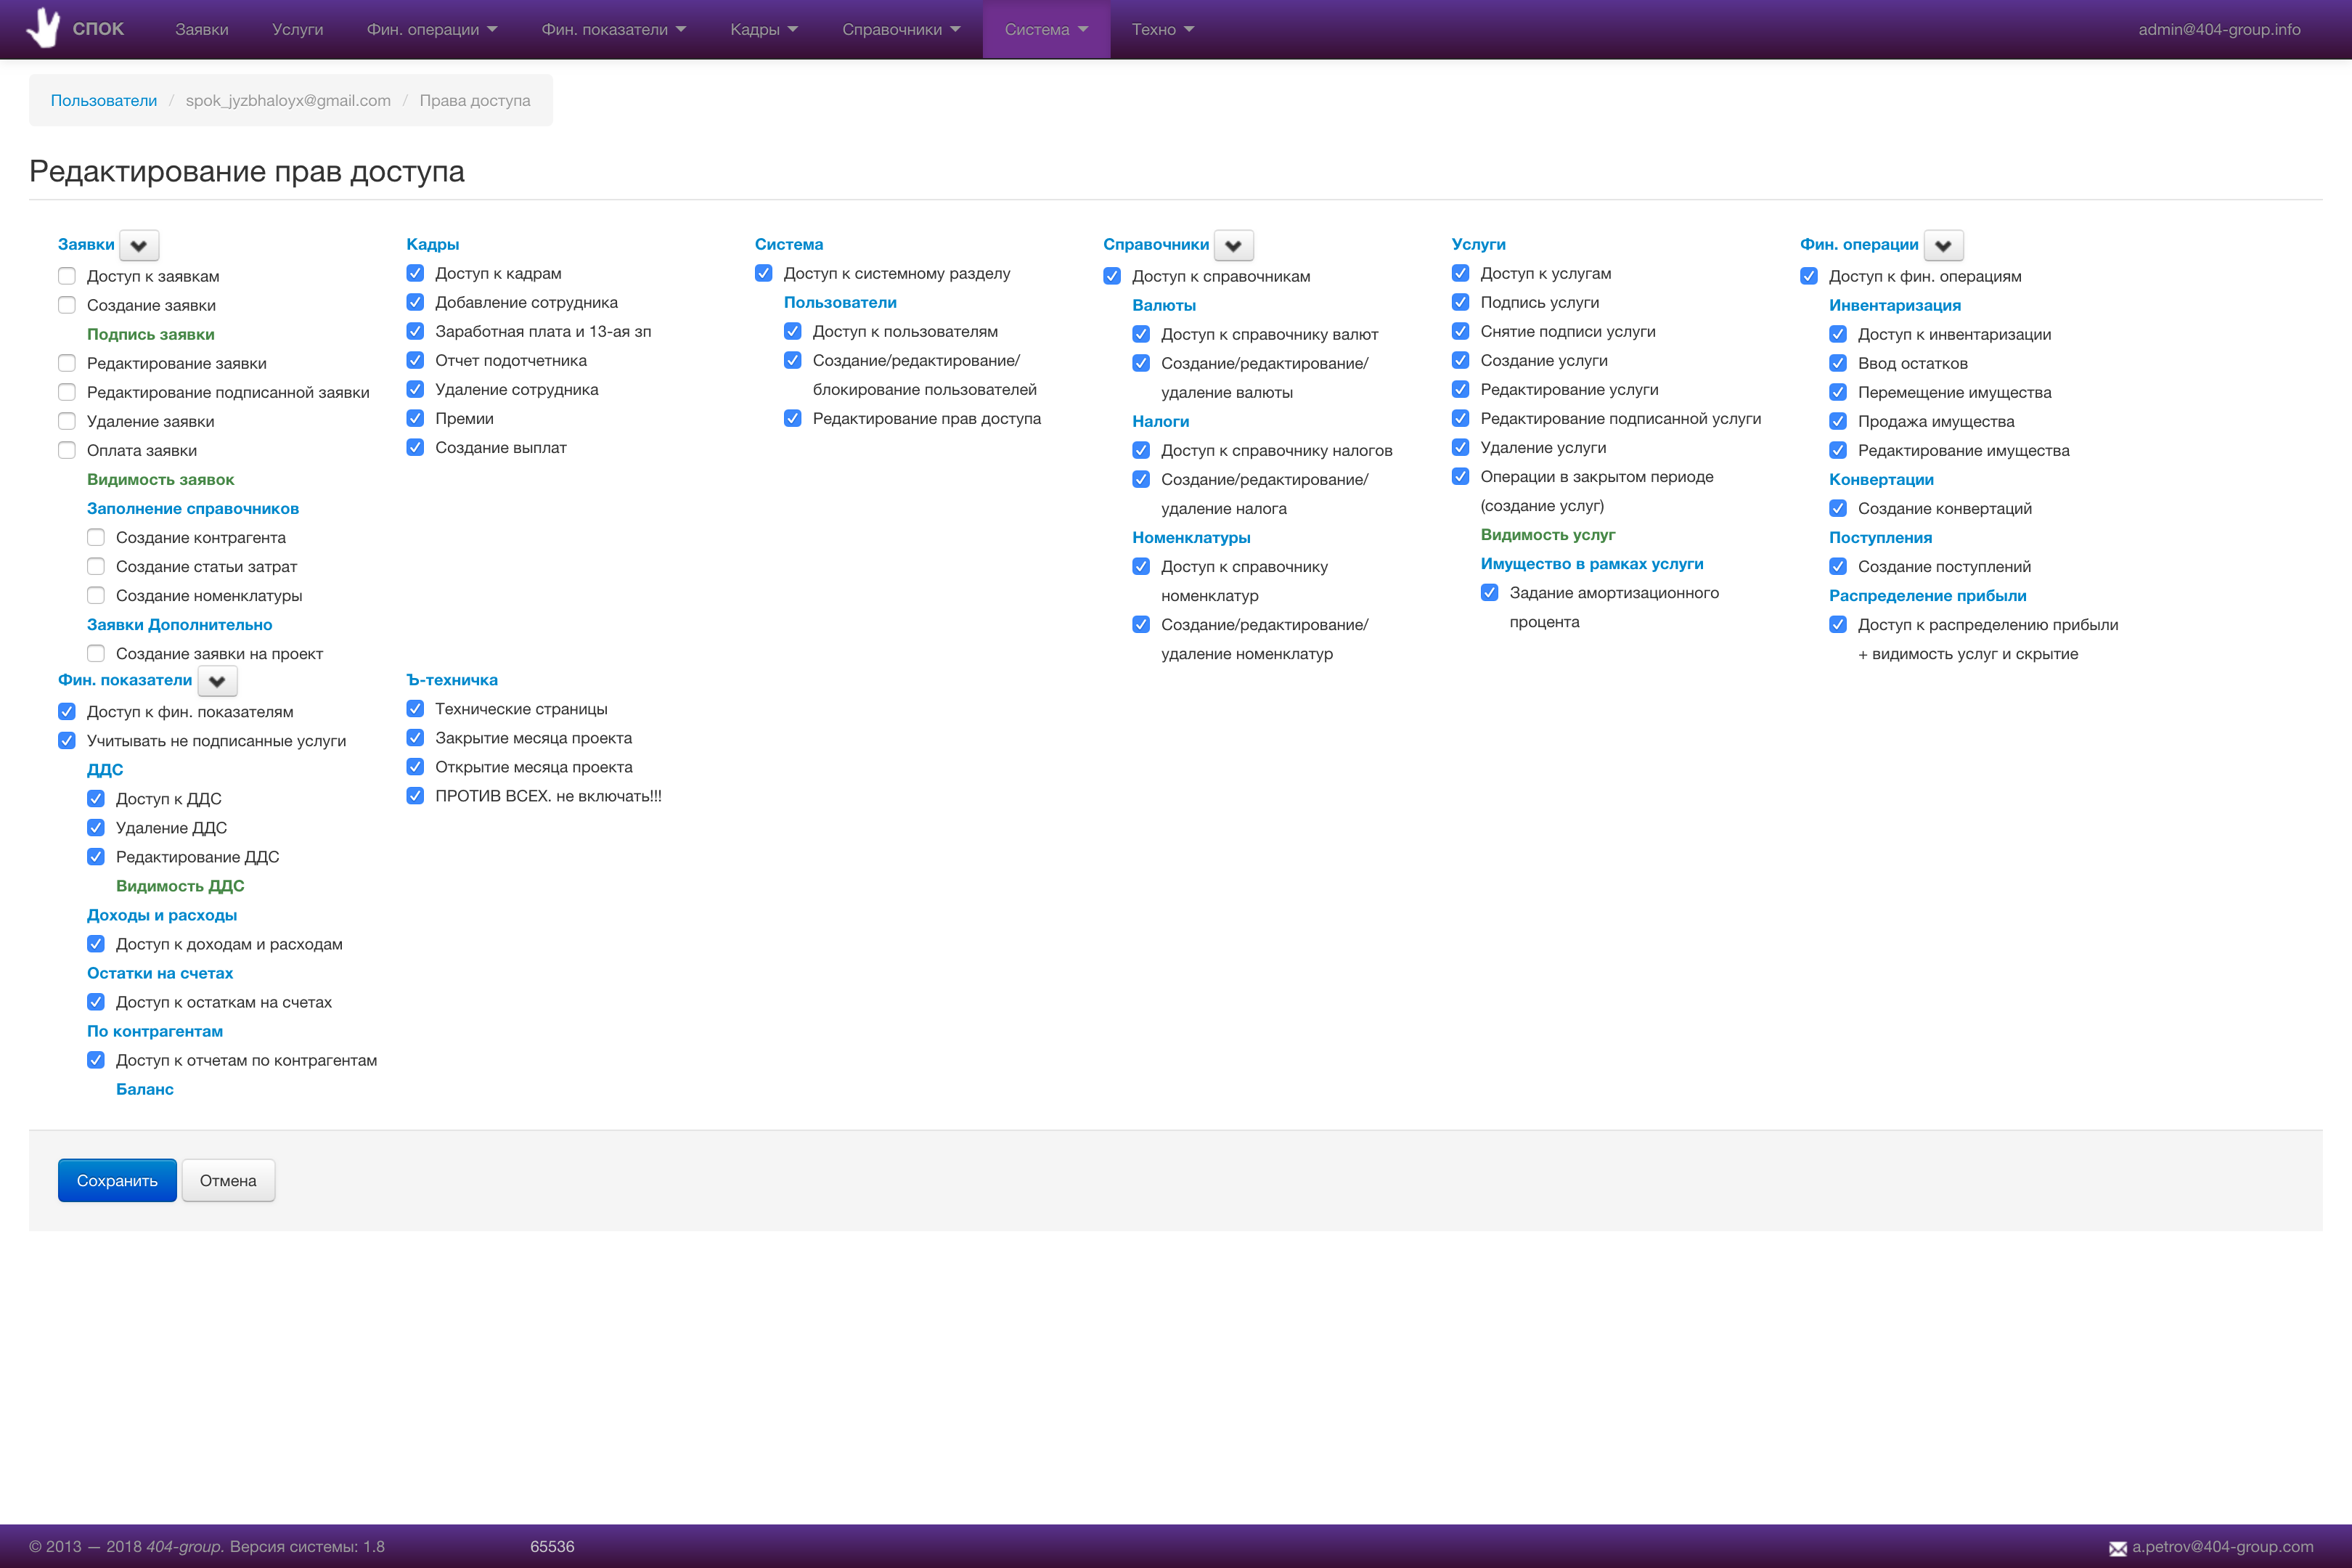 СПОК Заявки Услуги Фин. операции Фин. показатели Кадры Справочники Система Техно admin@404-group.info
Пользователи / spok_jyzbhaloyx@gmail.com / Права доступа
Редактирование прав доступа
Заявки
Доступ к заявкам
Создание заявки
Подпись заявки
Редактирование заявки
Редактирование подписанной заявки
Удаление заявки
Оплата заявки
Видимость заявок
Заполнение справочников
Создание контрагента
Создание статьи затрат
Создание номенклатуры
Заявки Дополнительно
Создание заявки на проект
Кадры
Доступ к кадрам
Добавление сотрудника
Заработная плата и 13-ая зп
Отчет подотчетника
Удаление сотрудника
Премии
Создание выплат
Система
Доступ к системному разделу
Пользователи
Доступ к пользователям
Создание/редактирование/
блокирование пользователей
Редактирование прав доступа
Справочники
Доступ к справочникам
Валюты
Доступ к справочнику валют
Создание/редактирование/
удаление валюты
Налоги
Доступ к справочнику налогов
Создание/редактирование/
удаление налога
Номенклатуры
Доступ к справочнику
номенклатур
Создание/редактирование/
удаление номенклатур
Услуги
Доступ к услугам
Подпись услуги
Снятие подписи услуги
Создание услуги
Редактирование услуги
Редактирование подписанной услуги
Удаление услуги
Операции в закрытом периоде
(создание услуг)
Видимость услуг
Имущество в рамках услуги
Задание амортизационного
процента
Фин. операции
Доступ к фин. операциям
Инвентаризация
Доступ к инвентаризации
Ввод остатков
Перемещение имущества
Продажа имущества
Редактирование имущества
Конвертации
Создание конвертаций
Поступления
Создание поступлений
Распределение прибыли
Доступ к распределению прибыли
+ видимость услуг и скрытие
Фин. показатели
Доступ к фин. показателям
Учитывать не подписанные услуги
ДДС
Доступ к ДДС
Удаление ДДС
Редактирование ДДС
Видимость ДДС
Доходы и расходы
Доступ к доходам и расходам
Остатки на счетах
Доступ к остаткам на счетах
По контрагентам
Доступ к отчетам по контрагентам
Баланс
Ъ-техничка
Технические страницы
Закрытие месяца проекта
Открытие месяца проекта
ПРОТИВ ВСЕХ. не включать!!!
Сохранить Отмена
© 2013 — 2018 404-group. Версия системы: 1.8 65536 a.petrov@404-group.com